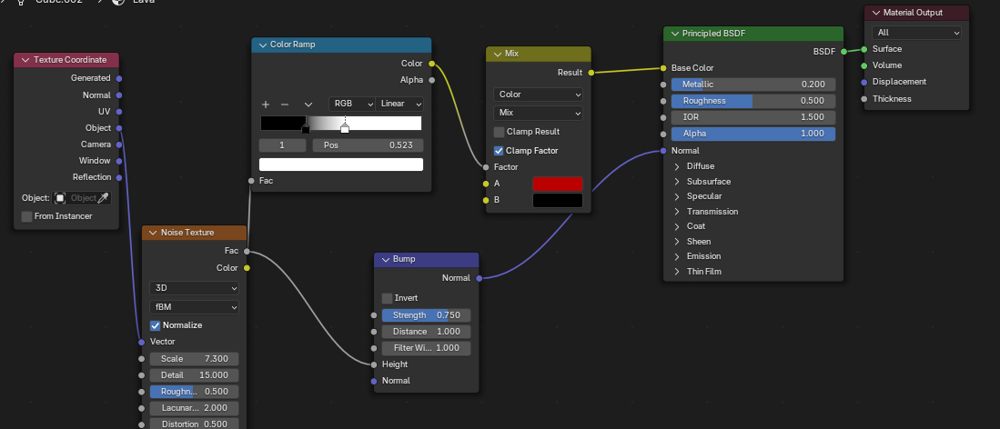 Cube.002 > Lava
Texture Coordinate
Generated
Normal
UV
Object
Camera
Window
Reflection
Object: Object
From Instancer
Noise Texture
Fac
Color
3D
fBM
Normalize
Vector
Scale 7.300
Detail 15.000
Roughn... 0.500
Lacunar... 2.000
Distortion 0.500
Color Ramp
Color
Alpha
RGB Linear
1 Pos 0.523
Fac
Bump
Normal
Invert
Strength 0.750
Distance 1.000
Filter Wi... 1.000
Height
Normal
Mix
Result
Color
Mix
Clamp Result
Clamp Factor
Factor
A
B
Principled BSDF
BSDF
Base Color
Metallic 0.200
Roughness 0.500
IOR 1.500
Alpha 1.000
Normal
Diffuse
Subsurface
Specular
Transmission
Coat
Sheen
Emission
Thin Film
Material Output
All
Surface
Volume
Displacement
Thickness